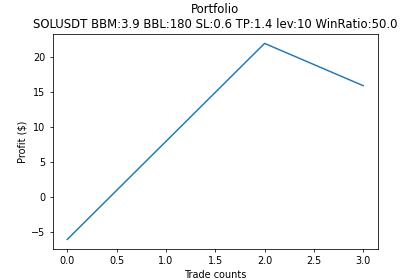 Portfolio
SOLUSDT BBM:3.9 BBL:180 SL:0.6 TP:1.4 lev:10 WinRatio:50.0
20
15
10
5
0
−5
Profit ($)
0.0 0.5 1.0 1.5 2.0 2.5 3.0
Trade counts